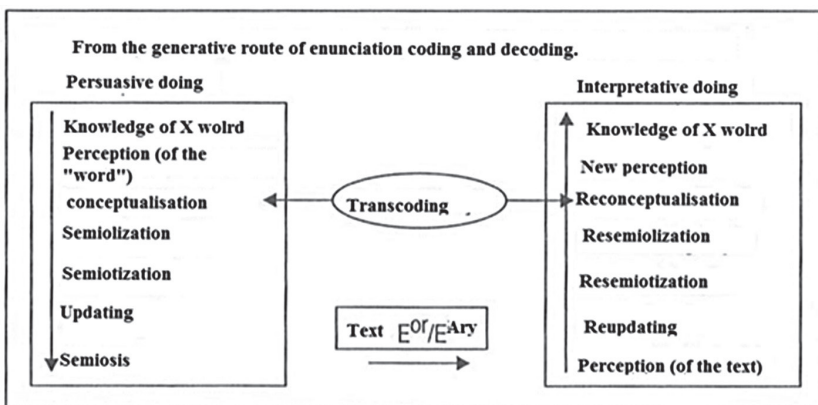 From the generative route of enunciation coding and decoding.
Persuasive doing
Knowledge of X wolrd
Perception (of the
"word")
conceptualisation
Semiolization
Semiotization
Updating
Semiosis
Transcoding
Text Eor/EAry
Interpretative doing
Knowledge of X wolrd
New perception
Reconceptualisation
Resemiolization
Resemiotization
Reupdating
Perception (of the text)